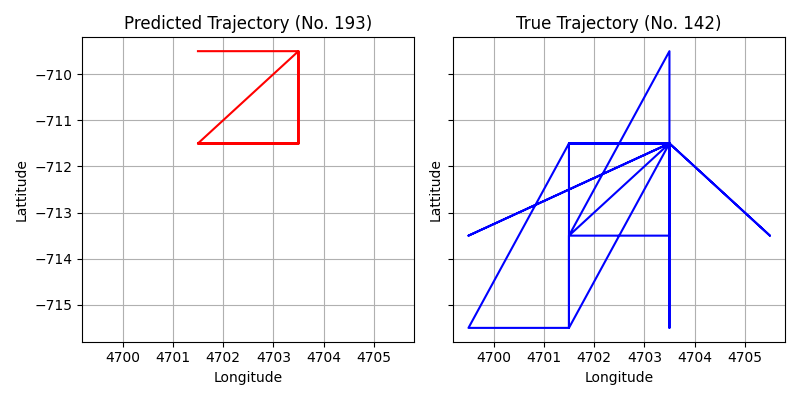 Predicted Trajectory (No. 193)
True Trajectory (No. 142)
−710
−711
−712
−713
−714
−715
Lattitude
Lattitude
4700 4701 4702 4703 4704 4705
4700 4701 4702 4703 4704 4705
Longitude
Longitude